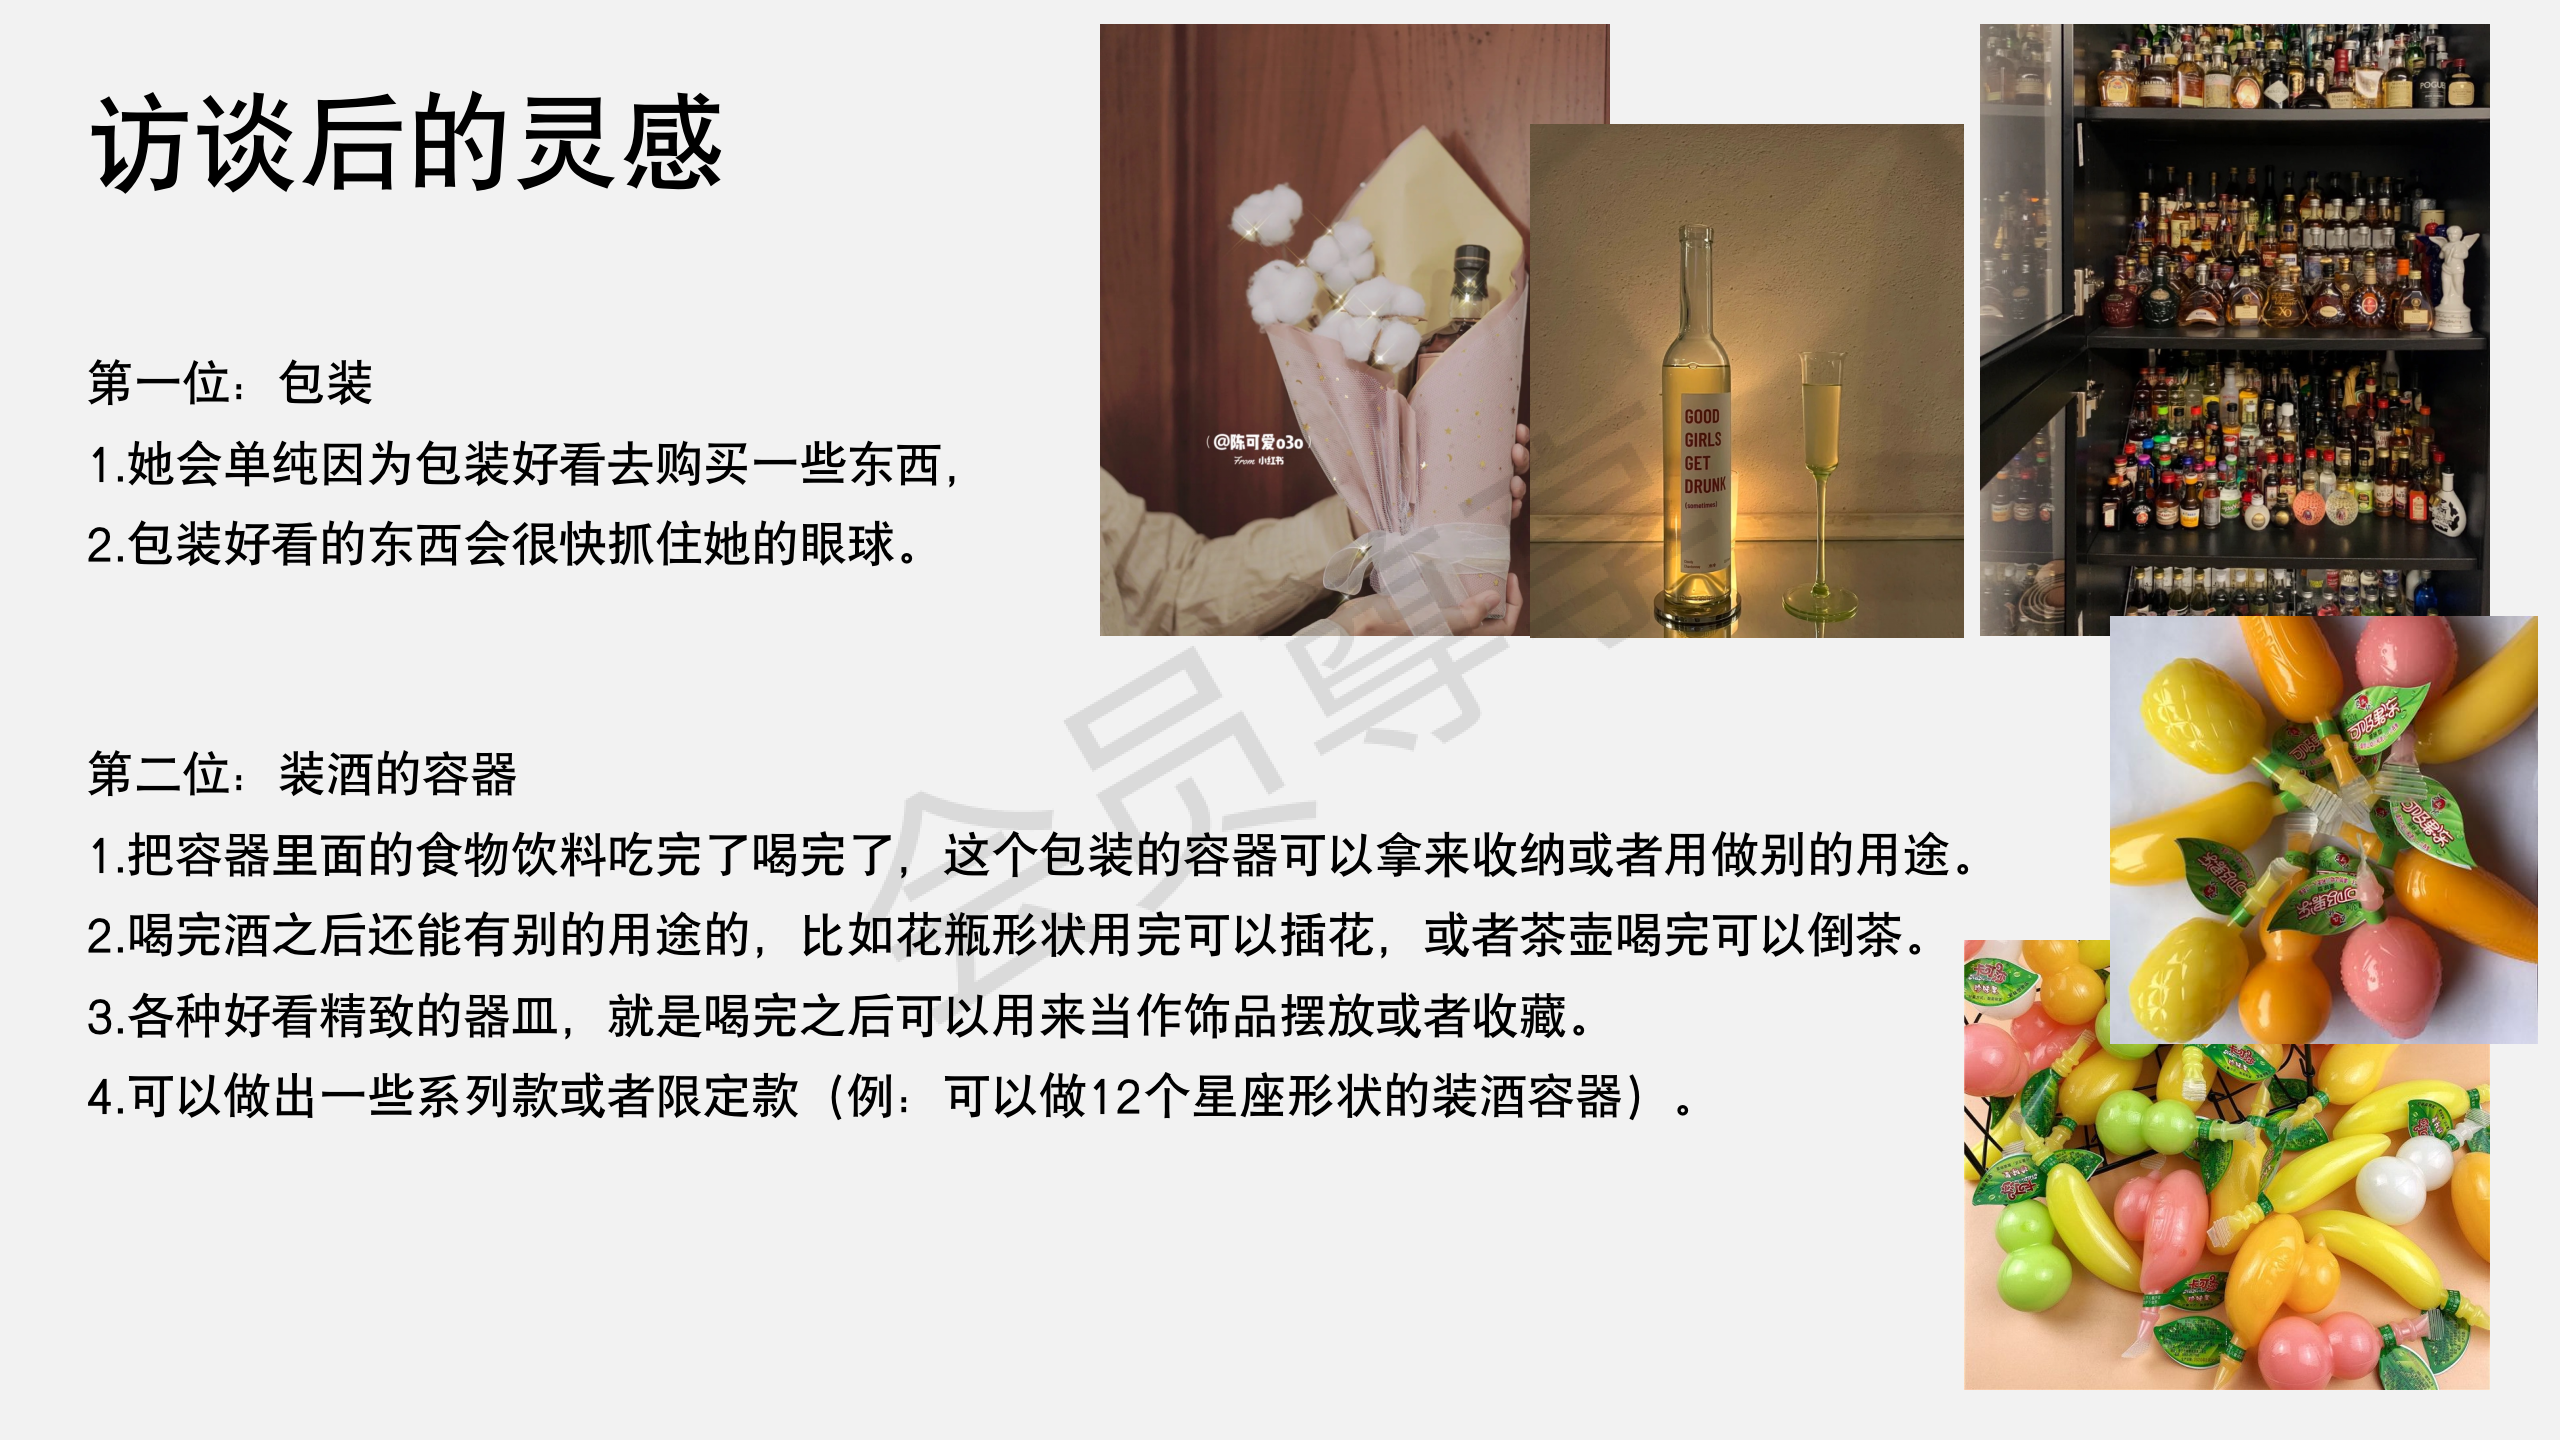 访谈后的灵感
第一位：包装
1.她会单纯因为包装好看去购买一些东西，
2.包装好看的东西会很快抓住她的眼球。
第二位：装酒的容器
1.把容器里面的食物饮料吃完了喝完了，这个包装的容器可以拿来收纳或者用做别的用途。
2.喝完酒之后还能有别的用途的，比如花瓶形状用完可以插花，或者茶壶喝完可以倒茶。
3.各种好看精致的器皿，就是喝完之后可以用来当作饰品摆放或者收藏。
4.可以做出一些系列款或者限定款（例：可以做12个星座形状的装酒容器）。
（@陈可爱o3o）
From 小红书
GOOD
GIRLS
GET
DRUNK
(sometimes)
POGUE
XO
可吸果冻
可吸果冻
会员尊享